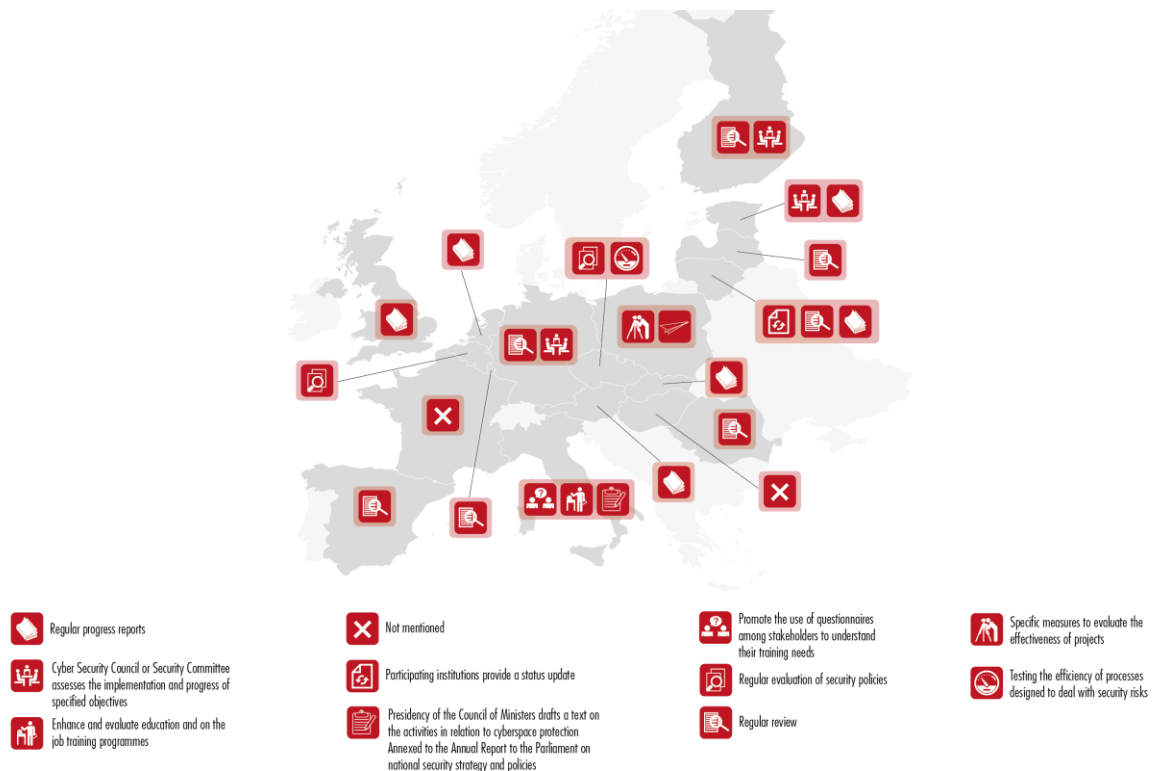 Regular progress reports
Cyber Security Council or Security Committee
assesses the implementation and progress of
specified objectives
Enhance and evaluate education and on the
job training programmes
Not mentioned
Participating institutions provide a status update
Presidency of the Council of Ministers drafts a text on
the activities in relation to cyberspace protection
Annexed to the Annual Report to the Parliament on
national security strategy and policies
Promote the use of questionnaires
among stakeholders to understand
their training needs
Regular evaluation of security policies
Regular review
Specific measures to evaluate the
effectiveness of projects
Testing the efficiency of processes
designed to deal with security risks